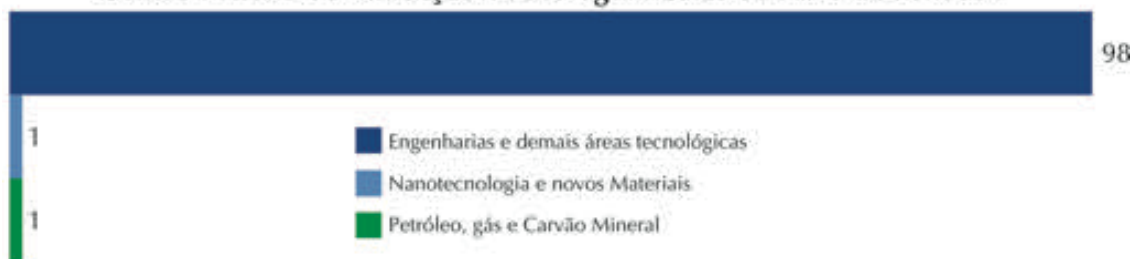 98
1
Engenharias e demais áreas tecnológicas
Nanotecnologia e novos Materiais
1
Petróleo, gás e Carvão Mineral